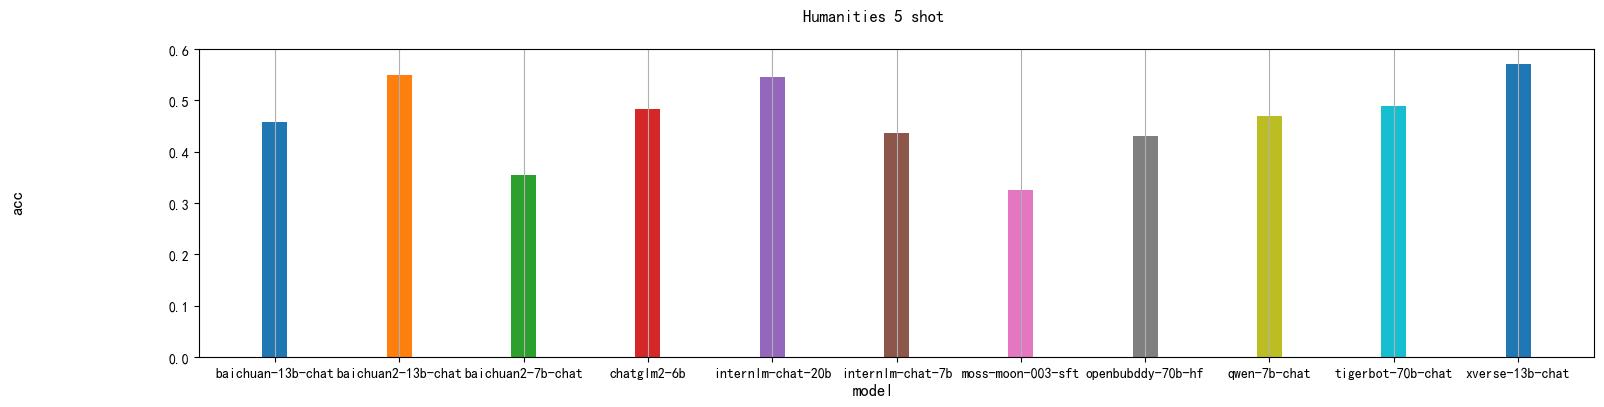 Humanities 5 shot
acc
0.6
0.5
0.4
0.3
0.2
0.1
0.0
baichuan-13b-chat baichuan2-13b-chat baichuan2-7b-chat chatglm2-6b internlm-chat-20b internlm-chat-7b moss-moon-003-sft openbubddy-70b-hf qwen-7b-chat tigerbot-70b-chat xverse-13b-chat
model